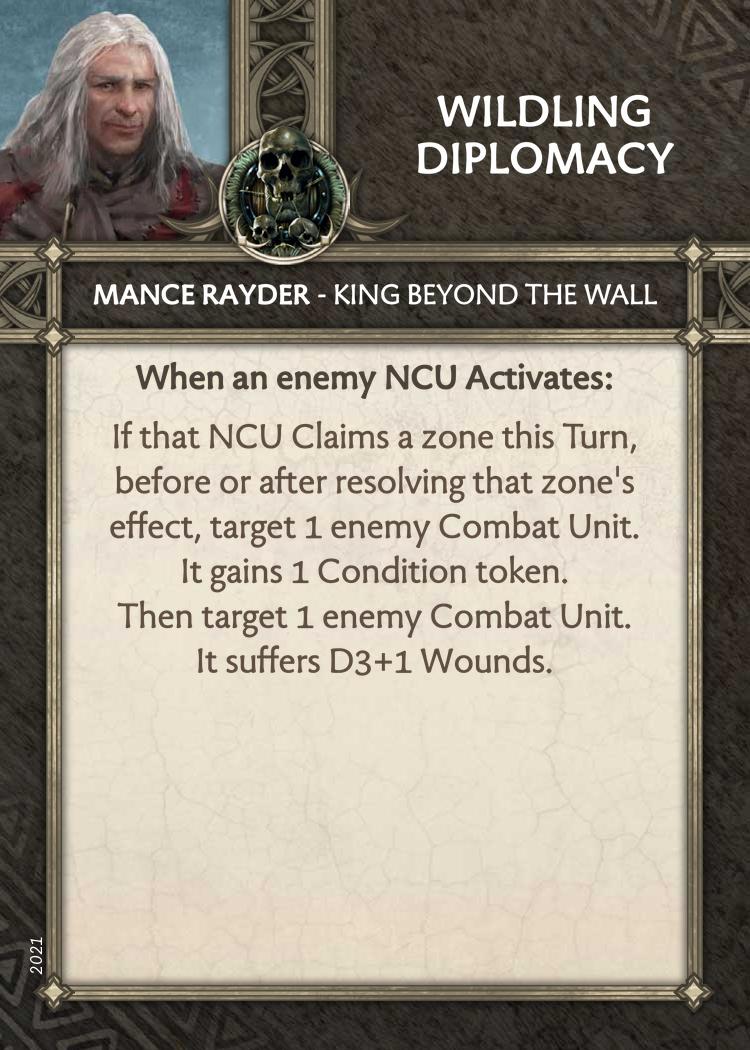 WILDLING
DIPLOMACY
MANCE RAYDER - KING BEYOND THE WALL
When an enemy NCU Activates:
If that NCU Claims a zone this Turn,
before or after resolving that zone's
effect, target 1 enemy Combat Unit.
It gains 1 Condition token.
Then target 1 enemy Combat Unit.
It suffers D3+1 Wounds.
2021